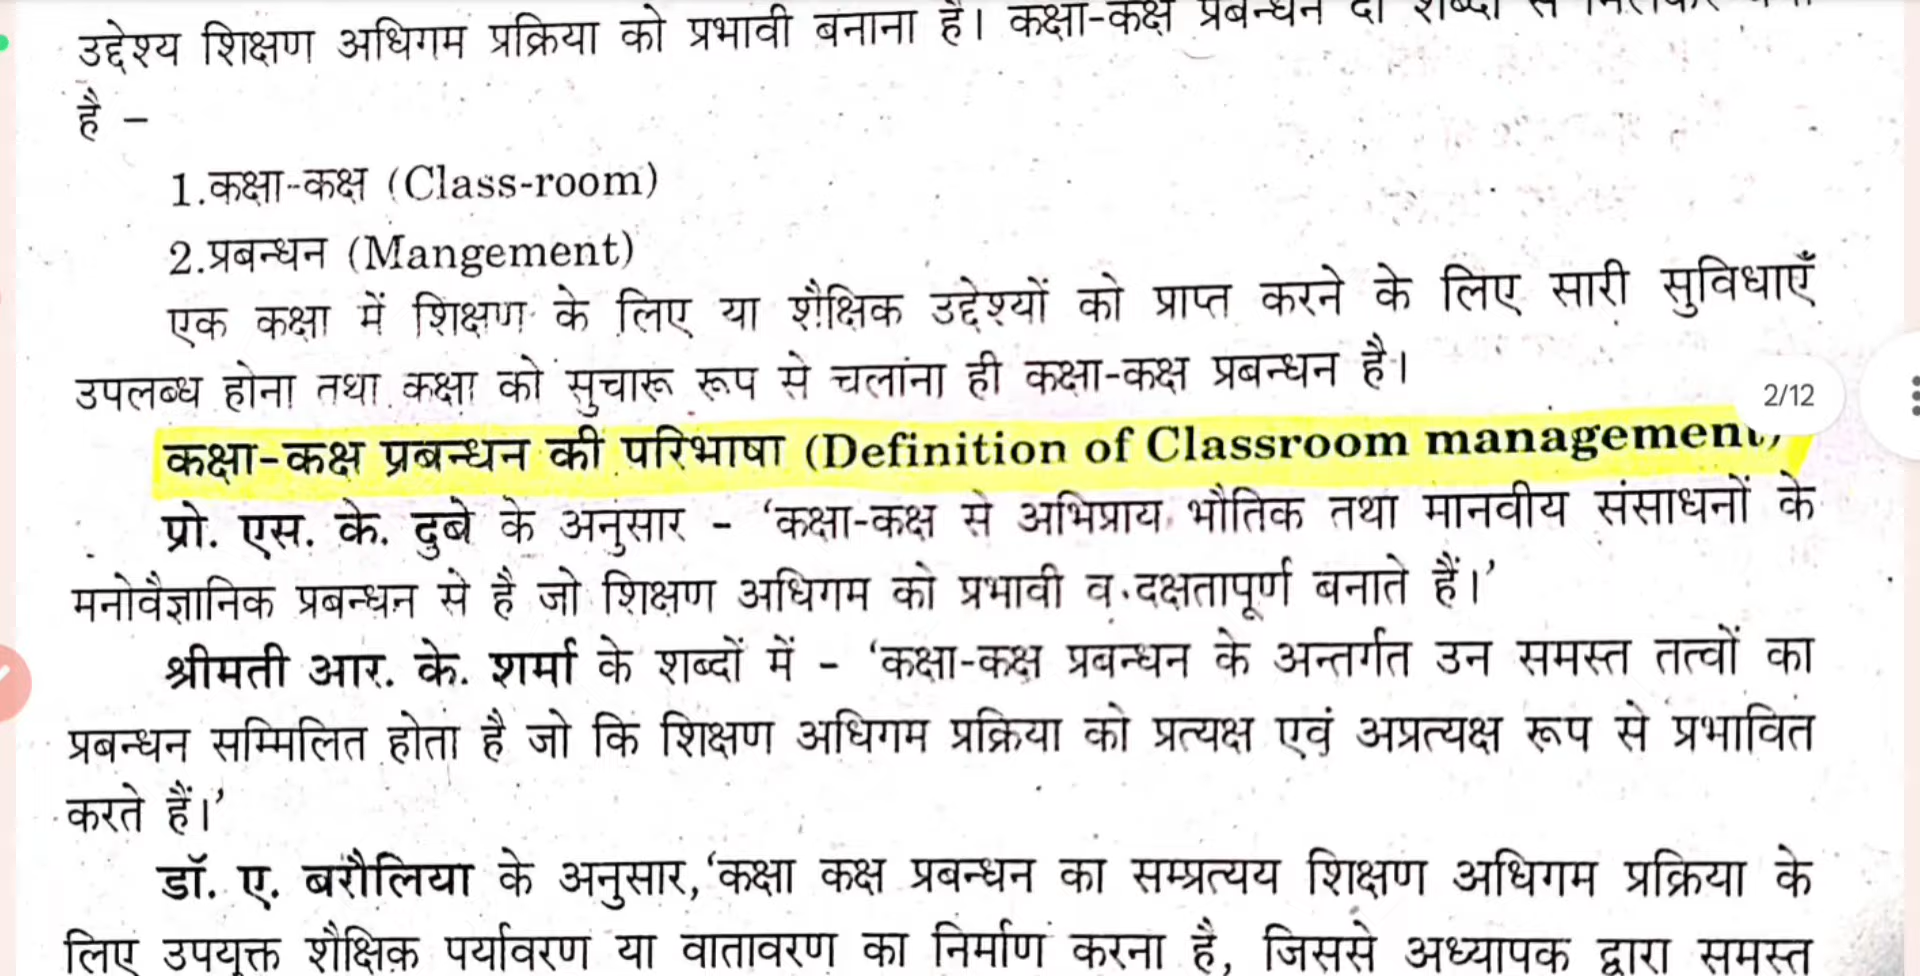 उद्देश्य शिक्षण अधिगम प्रक्रिया को प्रभावी बनाना है। कक्षा-कक्ष प्रबन्धन दो शब्दों से
है –
1.कक्षा-कक्ष (Class-room)
2.प्रबन्धन (Mangement)
एक कक्षा में शिक्षण के लिए या शैक्षिक उद्देश्यों को प्राप्त करने के लिए सारी सुविधाएँ
उपलब्ध होना तथा कक्षा को सुचारू रूप से चलांना ही कक्षा-कक्ष प्रबन्धन है।
2/12
कक्षा-कक्ष प्रबन्धन की परिभाषा (Definition of Classroom management)
प्रो. एस. के. दुबे के अनुसार – ‘कक्षा-कक्ष से अभिप्राय भौतिक तथा मानवीय संसाधनों के
मनोवैज्ञानिक प्रबन्धन से है जो शिक्षण अधिगम को प्रभावी व दक्षतापूर्ण बनाते हैं।’
श्रीमती आर. के. शर्मा के शब्दों में – ‘कक्षा-कक्ष प्रबन्धन के अन्तर्गत उन समस्त तत्वों का
प्रबन्धन सम्मिलित होता है जो कि शिक्षण अधिगम प्रक्रिया को प्रत्यक्ष एवं अप्रत्यक्ष रूप से प्रभावित
करते हैं।’
डॉ. ए. बरौलिया के अनुसार,‘कक्षा कक्ष प्रबन्धन का सम्प्रत्यय शिक्षण अधिगम प्रक्रिया के
लिए उपयुक्त शैक्षिक पर्यावरण या वातावरण का निर्माण करना है, जिससे अध्यापक द्वारा समस्त